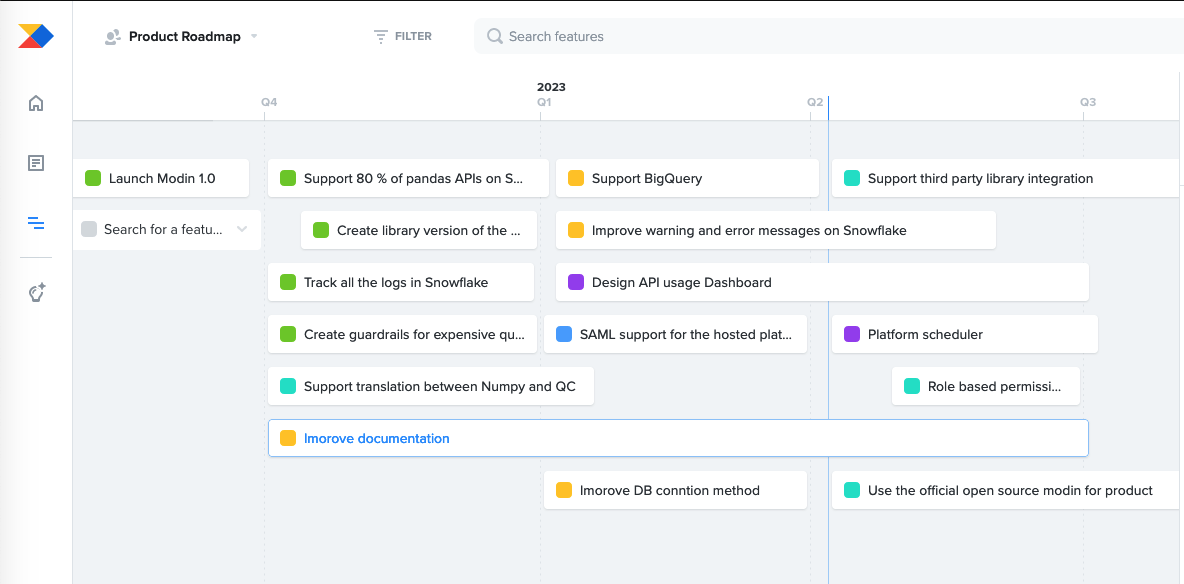 Product Roadmap
FILTER
Search features
2023
Q4 Q1 Q2 Q3
Launch Modin 1.0
Support 80 % of pandas APIs on S...
Support BigQuery
Support third party library integration
Search for a featu...
Create library version of the ...
Improve warning and error messages on Snowflake
Track all the logs in Snowflake
Design API usage Dashboard
Create guardrails for expensive qu...
SAML support for the hosted plat...
Platform scheduler
Support translation between Numpy and QC
Role based permissi...
Imorove documentation
Imorove DB conntion method
Use the official open source modin for product